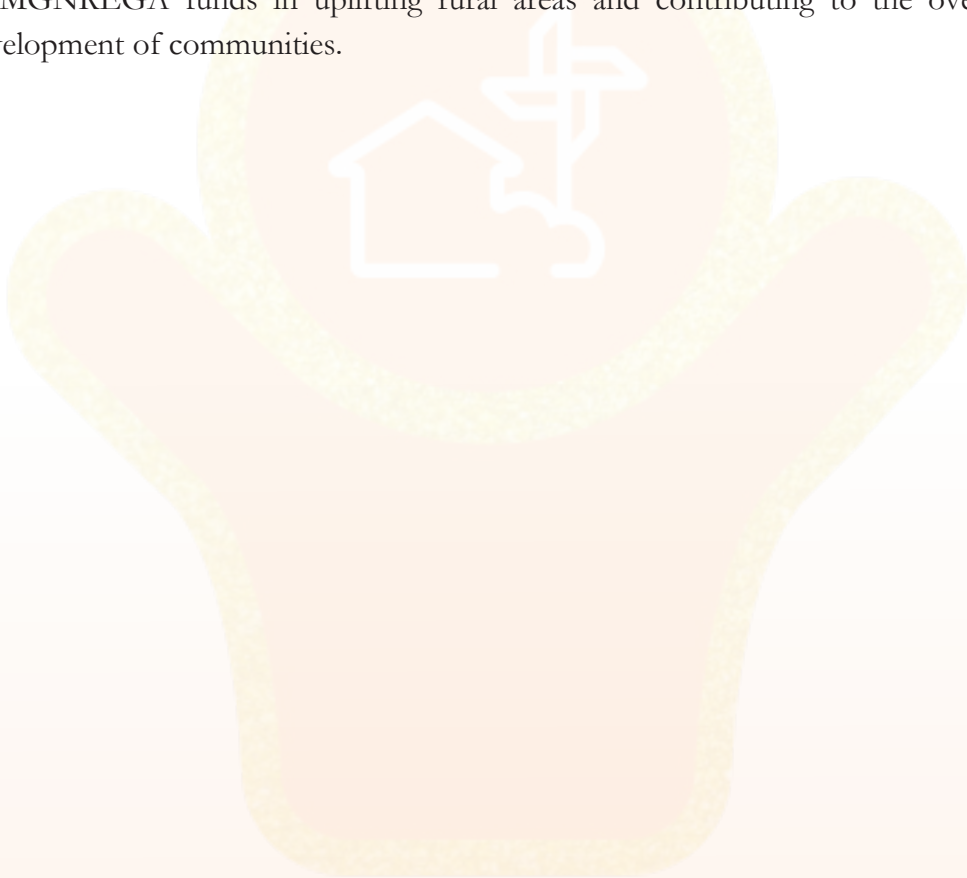 MGNREGA funds in uplifting rural areas and contributing to the ove
velopment of communities.